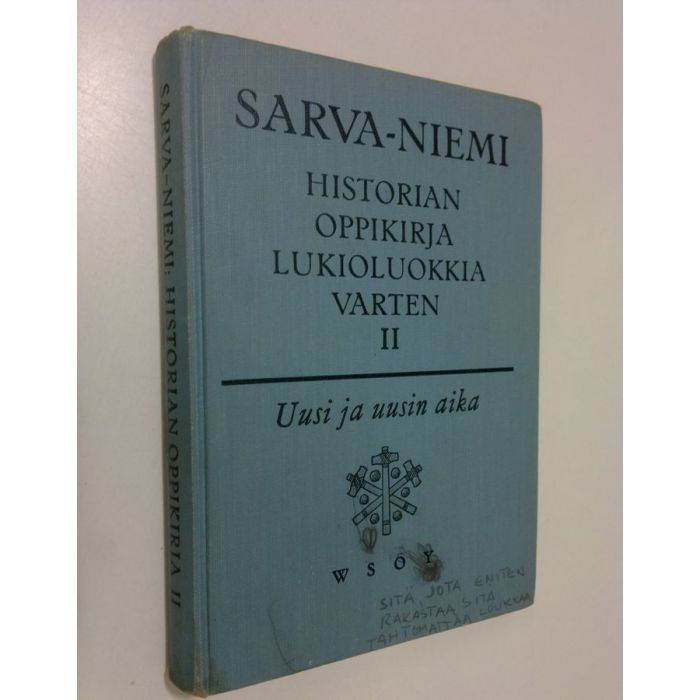 SARVA-NIEMI
HISTORIAN
OPPIKIRJA
LUKIOLUOKKIA
VARTEN
II
Uusi ja uusin aika
WSOY
SITÄ, JOTA ENITEN
RAKASTAA SITÄ
TAHTOMATTAA LOUKKAA
SARVA-NIEMI: HISTORIAN OPPIKIRJA II